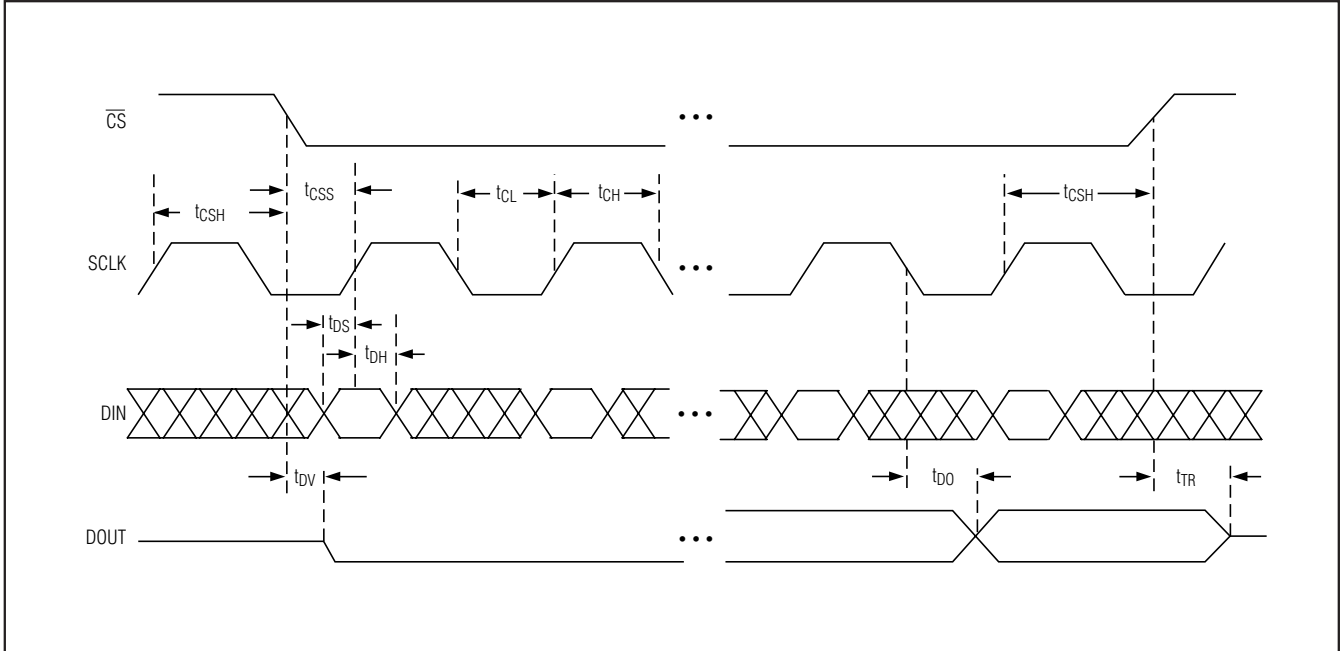 CS
•••
tCSS
tCL
tCH
tCSH
tCSH
SCLK
•••
tDS
tDH
DIN
•••
tDV
tDO
tTR
DOUT
•••